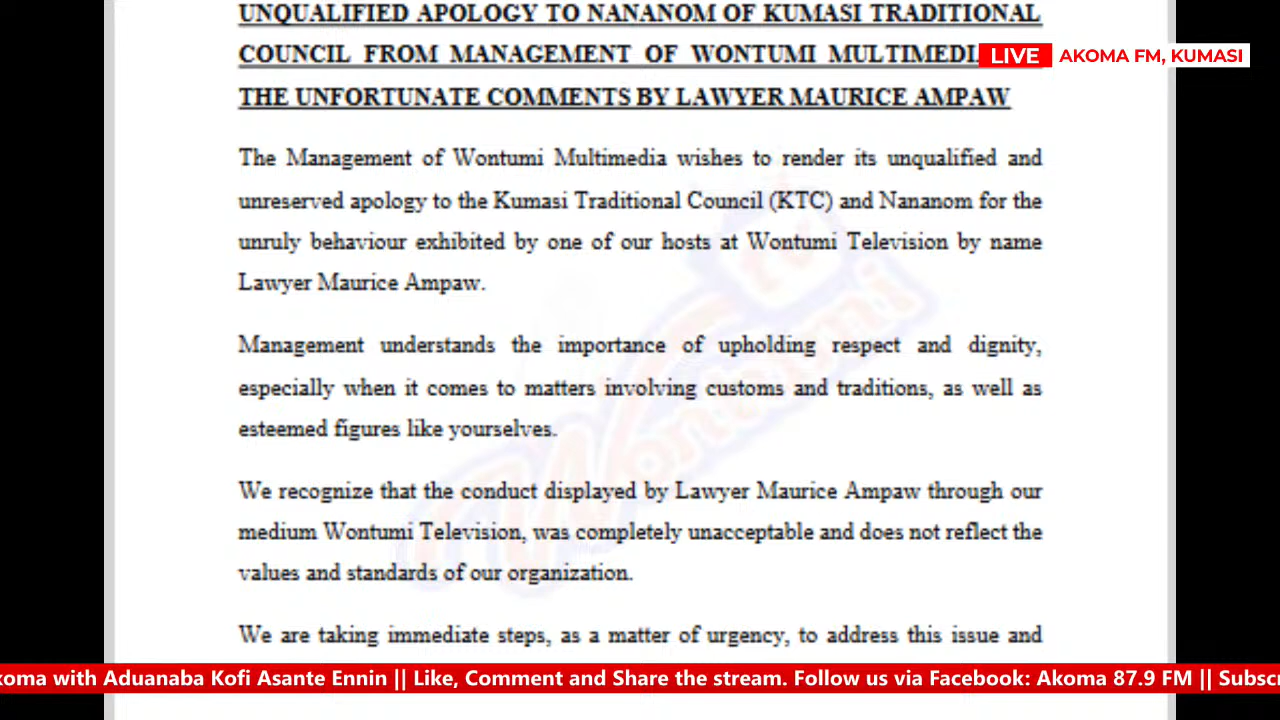 UNQUALIFIED APOLOGY TO NANANOM OF KUMASI TRADITIONAL
COUNCIL FROM MANAGEMENT OF WONTUMI
LIVE AKOMA FM, KUMASI
THE UNFORTUNATE COMMENTS BY LAWYER MAURICE AMPAW
The Management of Wontumi Multimedia wishes to render its unqualified and
unreserved apology to the Kumasi Traditional Council (KTC) and Nananom for the
unruly behaviour exhibited by one of our hosts at Wontumi Television by name
Lawyer Maurice Ampaw.
Management understands the importance of upholding respect and dignity,
especially when it comes to matters involving customs and traditions, as well as
esteemed figures like yourselves.
We recognize that the conduct displayed by Lawyer Maurice Ampaw through our
medium Wontumi Television, was completely unacceptable and does not reflect the
values and standards of our organization.
We are taking immediate steps, as a matter of urgency, to address this issue and
with Aduanaba Kofi Asante Ennin || Like, Comment and Share the stream. Follow us via Facebook: Akoma 87.9 FM ||